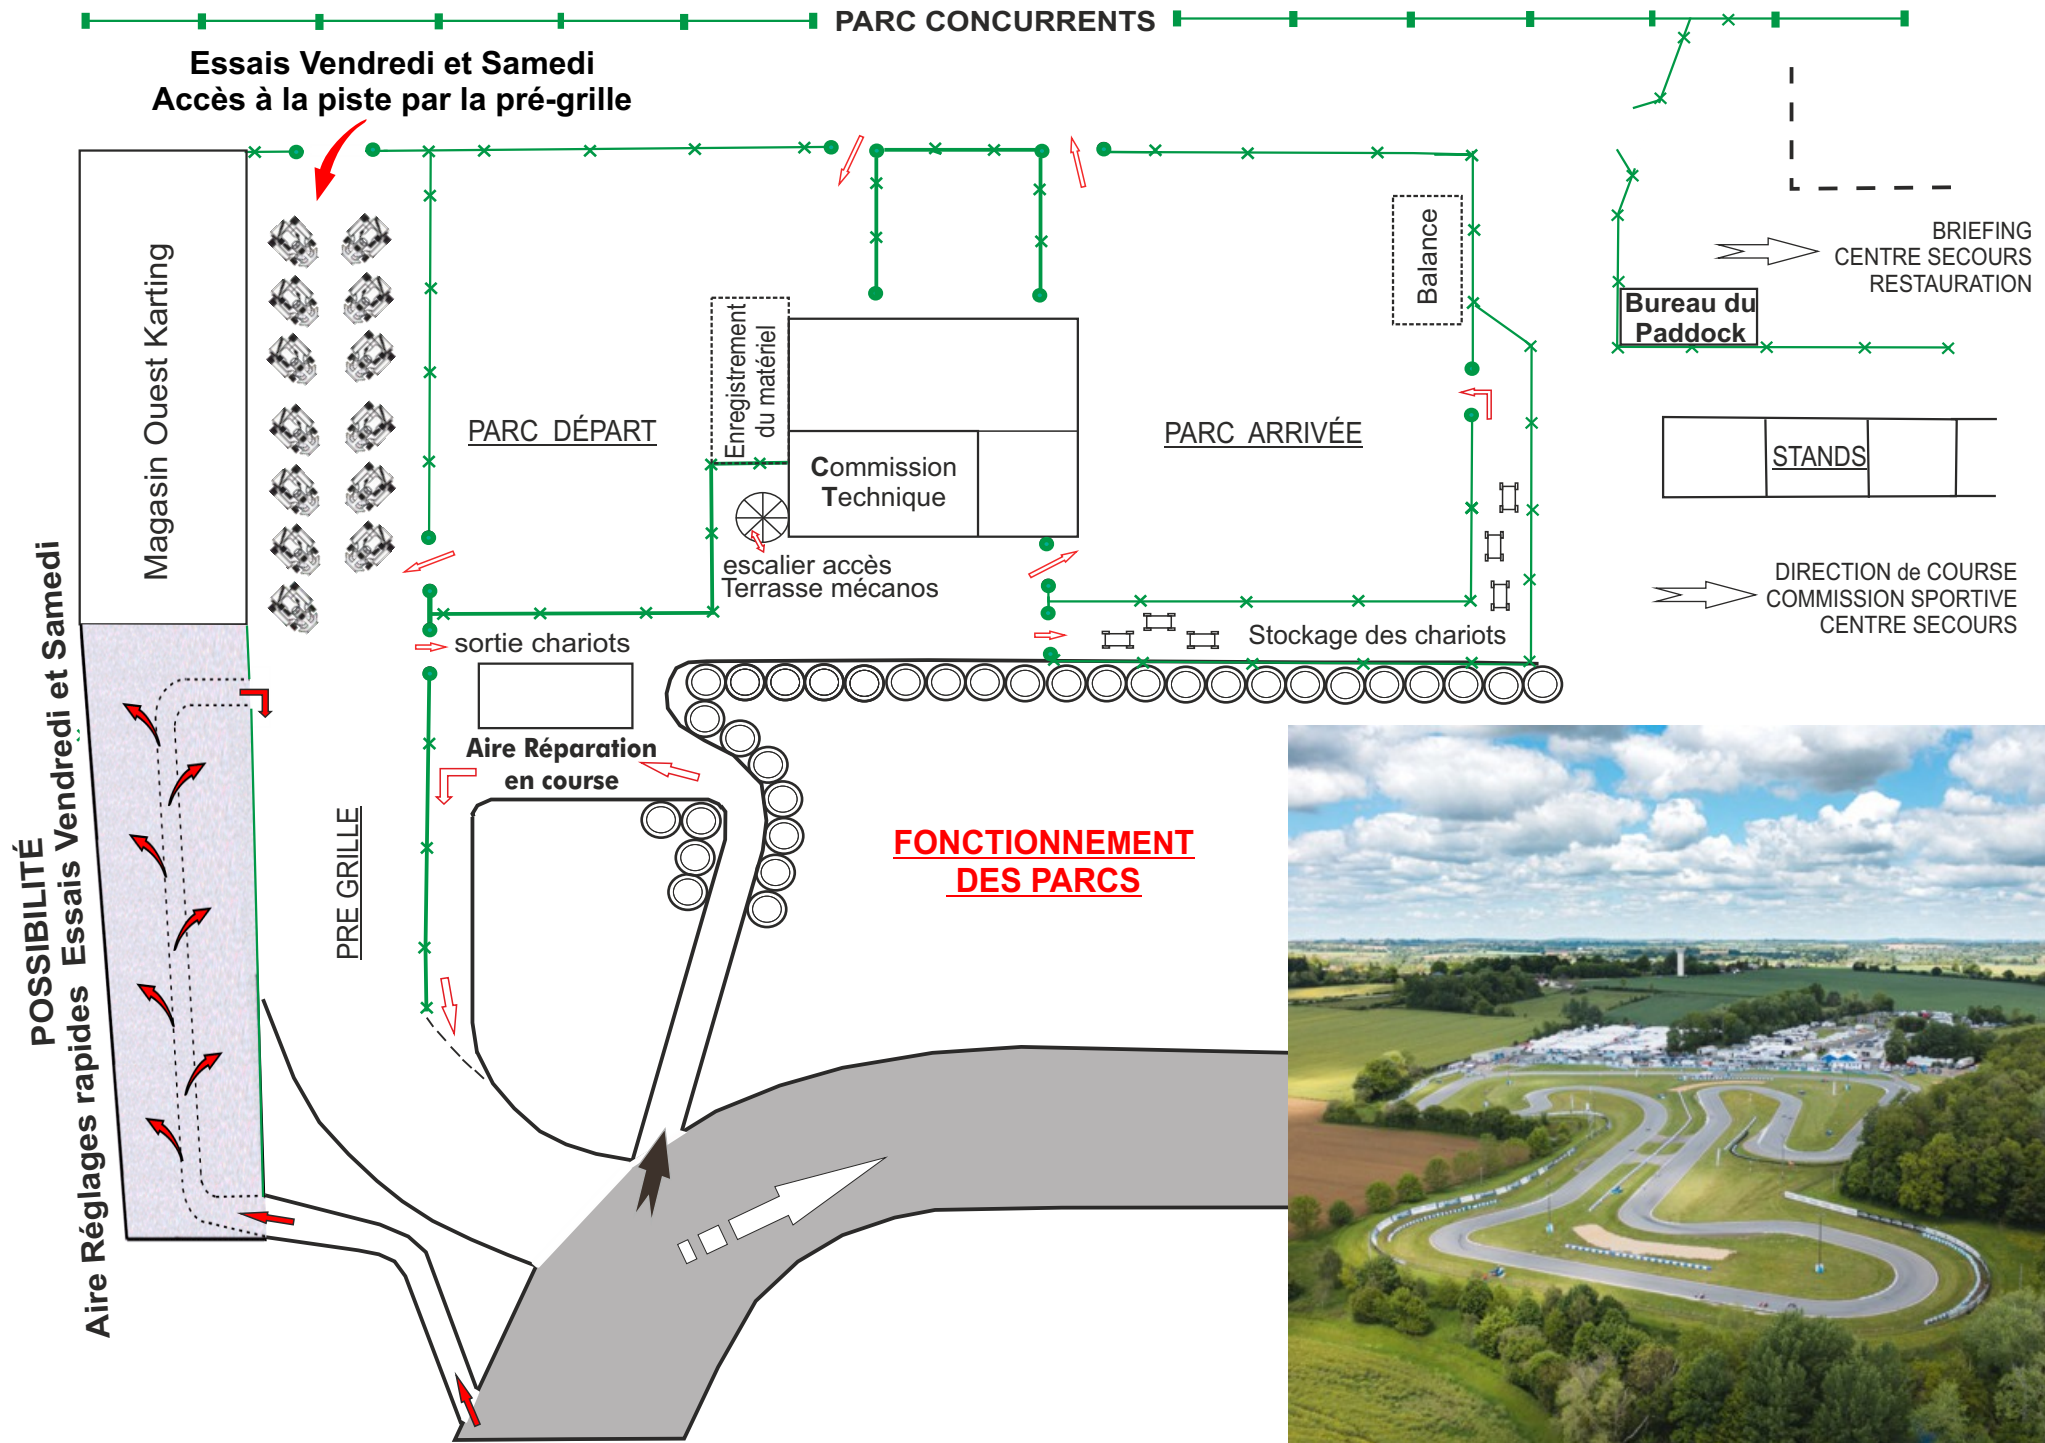 PARC CONCURRENTS
Essais Vendredi et Samedi
Accès à la piste par la pré-grille
Magasin Ouest Karting
PARC DÉPART
Enregistrement
du matériel
Commission
Technique
escalier accès
Terrasse mécanos
PARC ARRIVÉE
Balance
BRIEFING
CENTRE SECOURS
RESTAURATION
Bureau du
Paddock
STANDS
DIRECTION de COURSE
COMMISSION SPORTIVE
CENTRE SECOURS
sortie chariots
Stockage des chariots
Aire Réparation
en course
PRE GRILLE
FONCTIONNEMENT
DES PARCS
POSSIBILITÉ
Aire Réglages rapides Essais Vendredi et Samedi